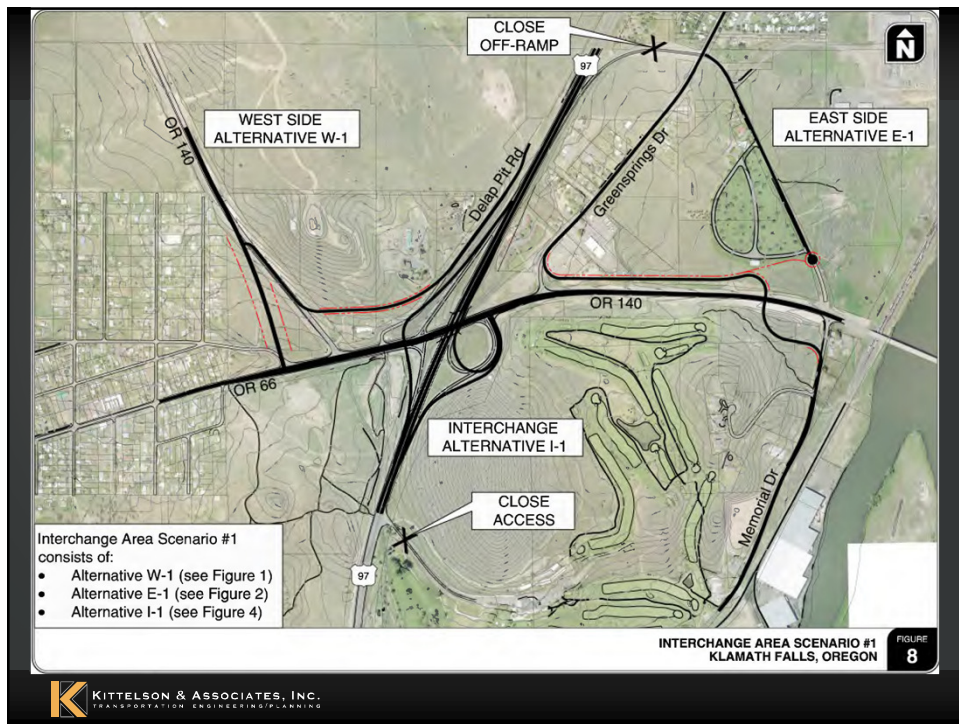 CLOSE
OFF-RAMP
97
N
WEST SIDE
ALTERNATIVE W-1
EAST SIDE
ALTERNATIVE E-1
OR 140
Delap Pit Rd
Greensprings Dr
OR 140
OR 66
INTERCHANGE
ALTERNATIVE I-1
CLOSE
ACCESS
Memorial Dr
97
Interchange Area Scenario #1
consists of:
• Alternative W-1 (see Figure 1)
• Alternative E-1 (see Figure 2)
• Alternative I-1 (see Figure 4)
INTERCHANGE AREA SCENARIO #1
KLAMATH FALLS, OREGON
FIGURE
8
KITTELSON & ASSOCIATES, INC.
TRANSPORTATION ENGINEERING/PLANNING